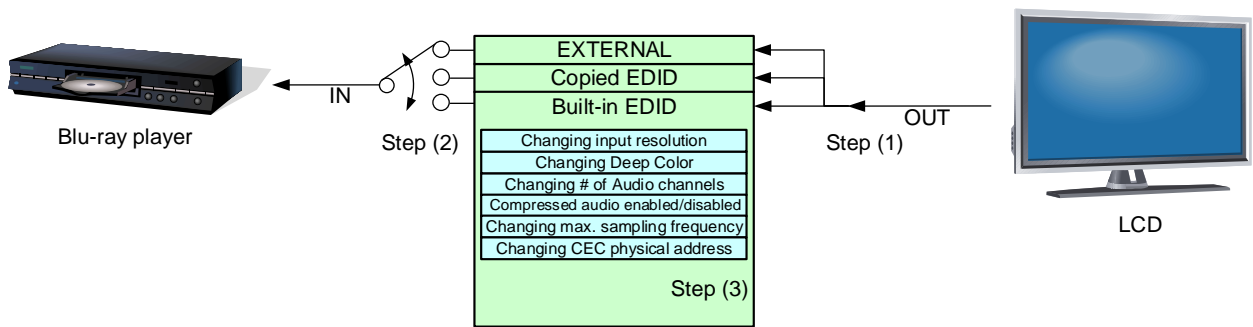 EXTERNAL
Copied EDID
Built-in EDID
IN
OUT
Blu-ray player
Step (2)
Step (1)
Changing input resolution
Changing Deep Color
Changing # of Audio channels
Compressed audio enabled/disabled
Changing max. sampling frequency
Changing CEC physical address
LCD
Step (3)